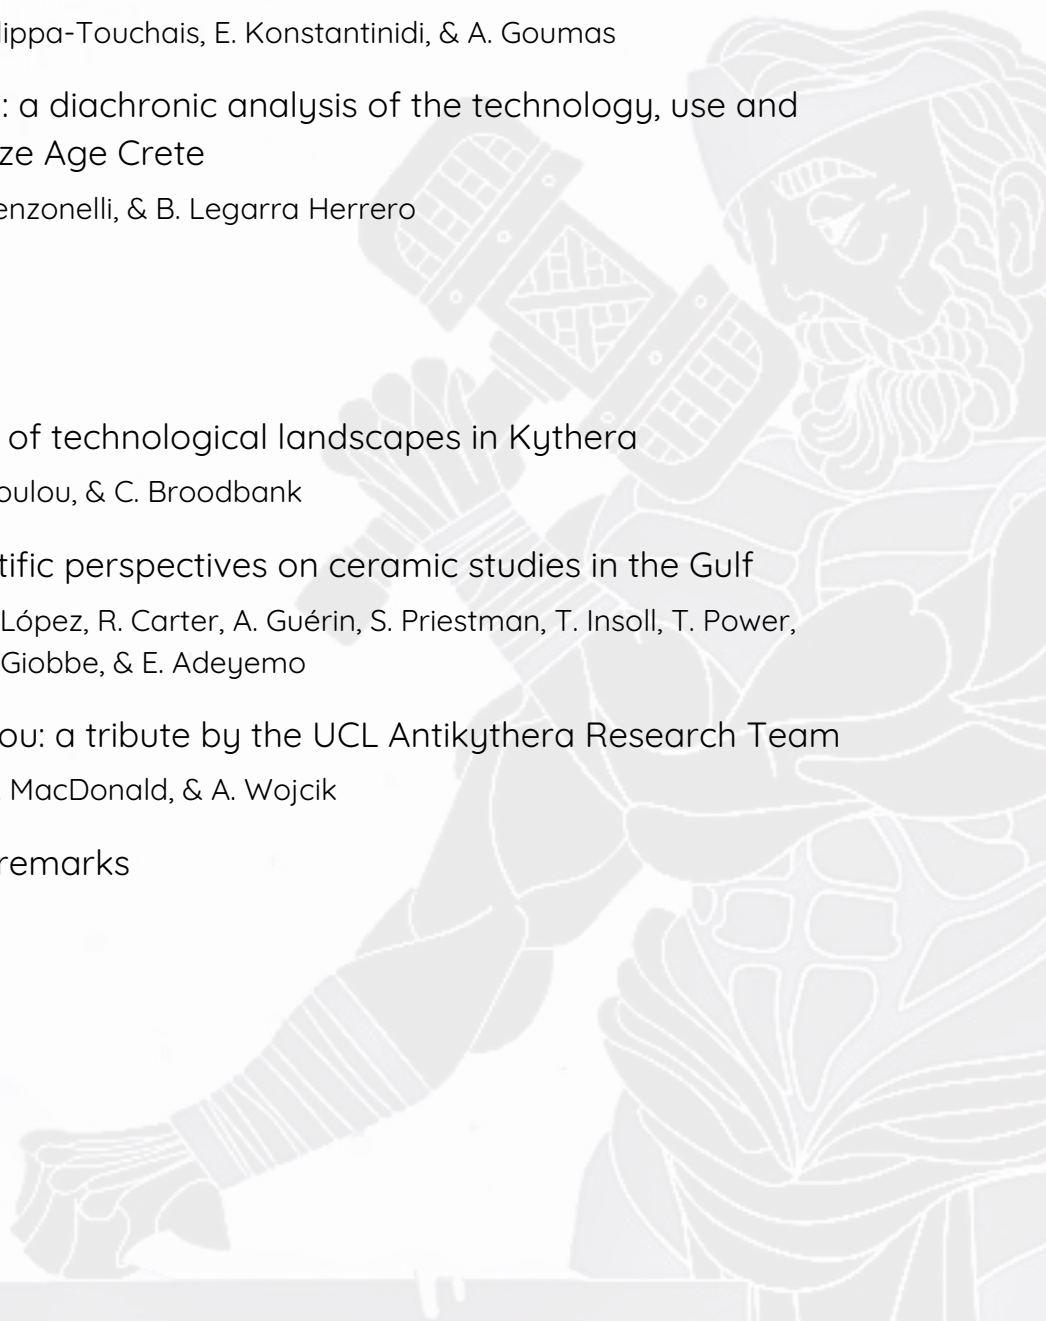 lippa-Touchais, E. Konstantinidi, & A. Goumas
: a diachronic analysis of the technology, use and
ze Age Crete
enzonelli, & B. Legarra Herrero
of technological landscapes in Kythera
oulou, & C. Broodbank
tific perspectives on ceramic studies in the Gulf
López, R. Carter, A. Guérin, S. Priestman, T. Insoll, T. Power,
Giobbe, & E. Adeyemo
ou: a tribute by the UCL Antikythera Research Team
. MacDonald, & A. Wojcik
remarks